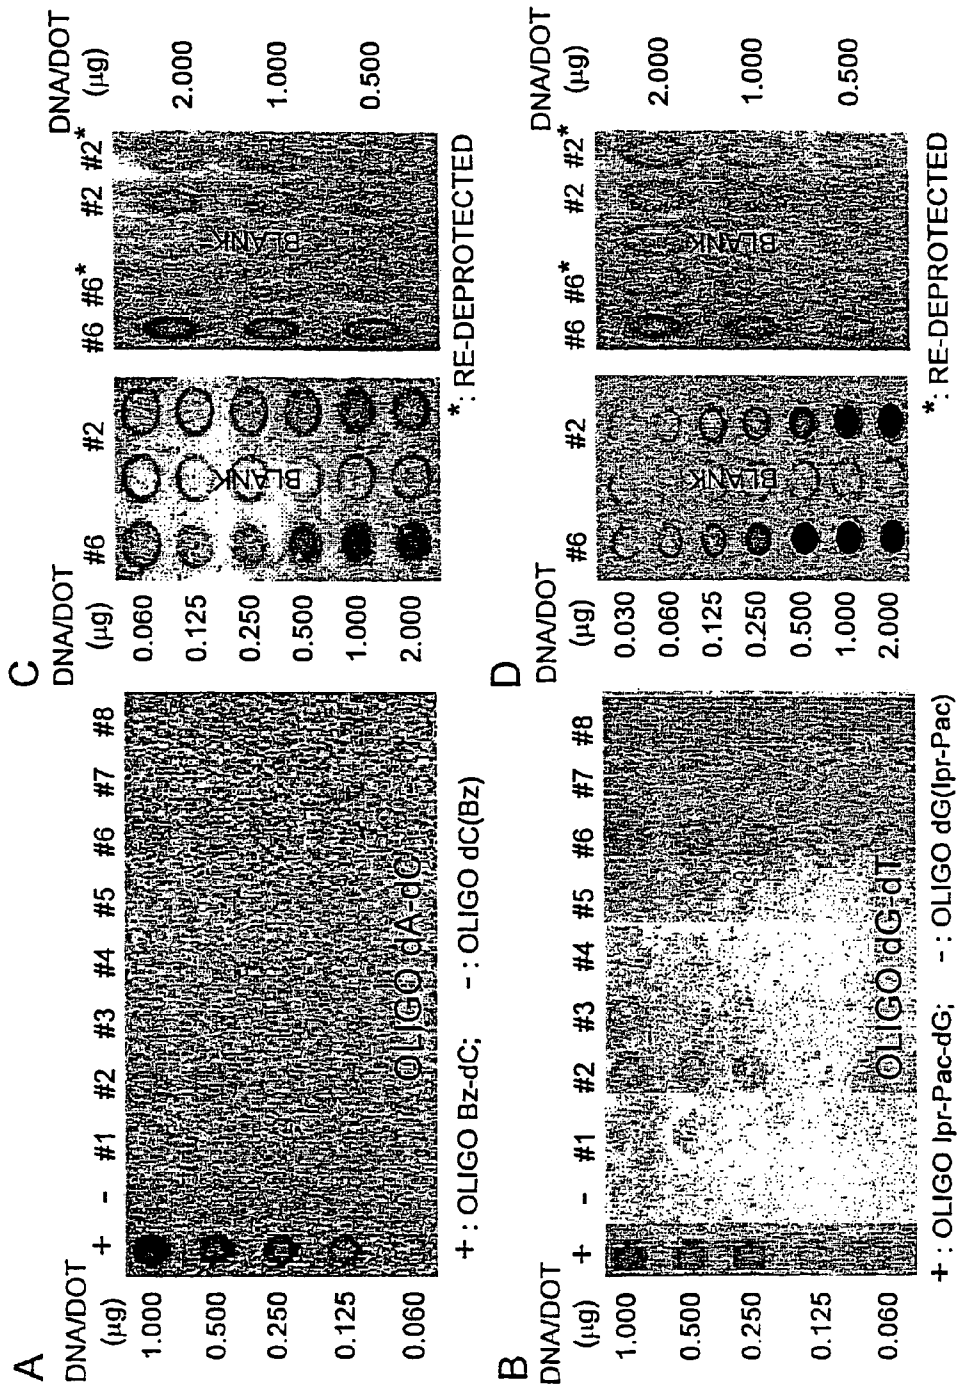 A
DNA/DOT
(µg)
+ - #1 #2 #3 #4 #5 #6 #7 #8
1.000
0.500
0.250
0.125
0.060
OLIGO dA-dC
+ : OLIGO Bz-dC; - : OLIGO dC(Bz)
C
DNA/DOT
(µg)
#6 #2
0.060
0.125
0.250
0.500
1.000
2.000
BLANK
#6 #6* #2 #2*
DNA/DOT
(µg)
2.000
1.000
0.500
BLANK
*: RE-DEPROTECTED
B
DNA/DOT
(µg)
+ - #1 #2 #3 #4 #5 #6 #7 #8
1.000
0.500
0.250
0.125
0.060
OLIGO dG-dT
+ : OLIGO Ipr-Pac-dG; - : OLIGO dG(Ipr-Pac)
D
DNA/DOT
(µg)
#6 #2
0.030
0.060
0.125
0.250
0.500
1.000
2.000
BLANK
#6 #6* #2 #2*
DNA/DOT
(µg)
2.000
1.000
0.500
BLANK
*: RE-DEPROTECTED